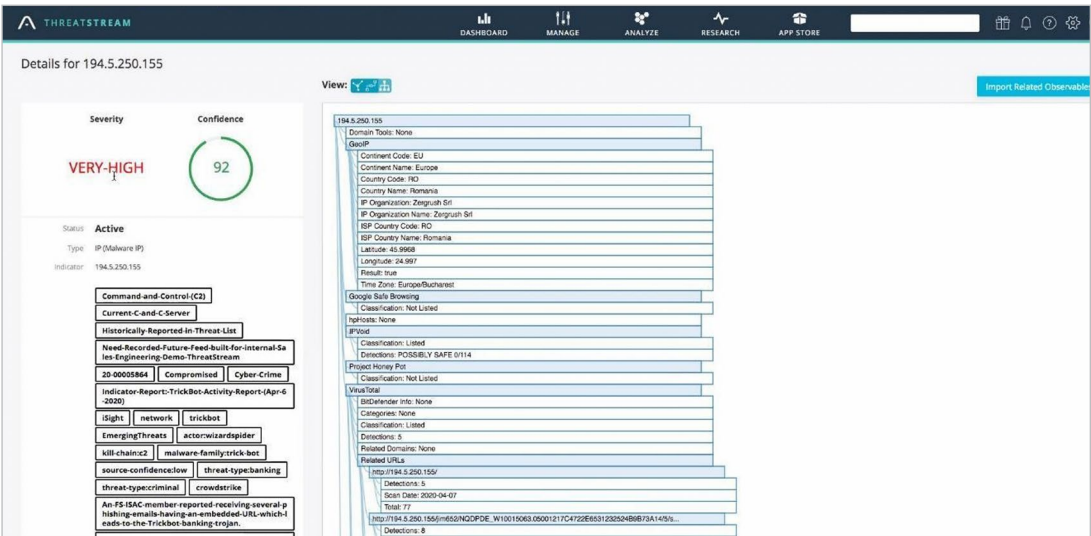 THREATSTREAM
DASHBOARD
MANAGE
ANALYZE
RESEARCH
APP STORE
Details for 194.5.250.155
View:
Import Related Observable
Severity
Confidence
VERY-HIGH
92
Status Active
Type IP (Malware IP)
Indicator 194.5.250.155
Command-and-Control-(C2)
Current-C-and-C-Server
Historically-Reported-In-Threat-List
Need-Recorded-Future-Feed-built-for-internal-Sa
les-Engineering-Demo-ThreatStream
20-00005864 Compromised Cyber-Crime
Indicator-Report:-TrickBot-Activity-Report-(Apr-6
-2020)
iSight network trickbot
EmergingThreats actor:wizardspider
kill-chain:c2 malware-family:trick-bot
source-confidence:low threat-type:banking
threat-type:criminal crowdstrike
An-FS-ISAC-member-reported-receiving-several-p
hishing-emails-having-an-embedded-URL-which-l
eads-to-the-Trickbot-banking-trojan.
194.5.250.155
Domain Tools: None
GeoIP
Continent Code: EU
Continent Name: Europe
Country Code: RO
Country Name: Romania
IP Organization: Zergrush Srl
IP Organization Name: Zergrush Srl
ISP Country Code: RO
ISP Country Name: Romania
Latitude: 45.9968
Longitude: 24.997
Result: true
Time Zone: Europe/Bucharest
Google Safe Browsing
Classification: Not Listed
hpHosts: None
IPVoid
Classification: Listed
Detections: POSSIBLY SAFE 0/114
Project Honey Pot
Classification: Not Listed
VirusTotal
BitDefender Info: None
Categories: None
Classification: Listed
Detections: 5
Related Domains: None
Related URLs
http://194.5.250.155/
Detections: 5
Scan Date: 2020-04-07
Total: 77
Detections: 8